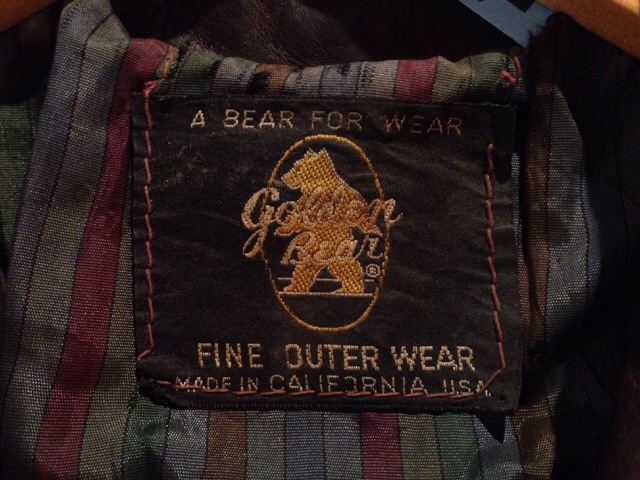 A BEAR FOR WEAR
Golden
Bear
®
FINE OUTER WEAR
MADE IN CALIFORNIA U.S.A.